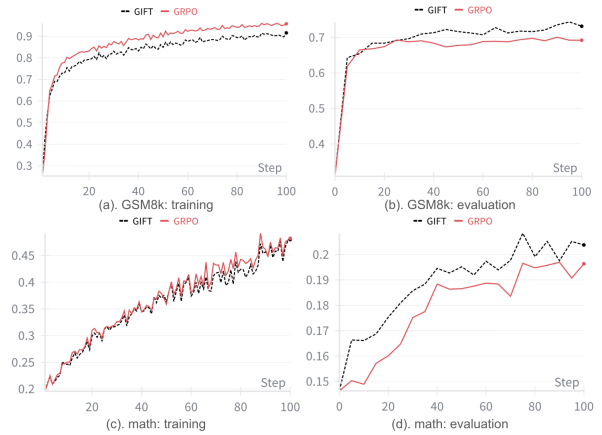 GIFT GRPO
0.9
0.8
0.7
0.6
0.5
0.4
0.3
Step
20 40 60 80 100
(a). GSM8k: training
GIFT GRPO
0.7
0.6
0.4
Step
0 20 40 60 80 100
(b). GSM8k: evaluation
GIFT GRPO
0.45
0.4
0.35
0.3
0.25
0.2
Step
20 40 60 80 100
(c). math: training
GIFT GRPO
0.2
0.19
0.18
0.17
0.16
0.15
Step
0 20 40 60 80 100
(d). math: evaluation